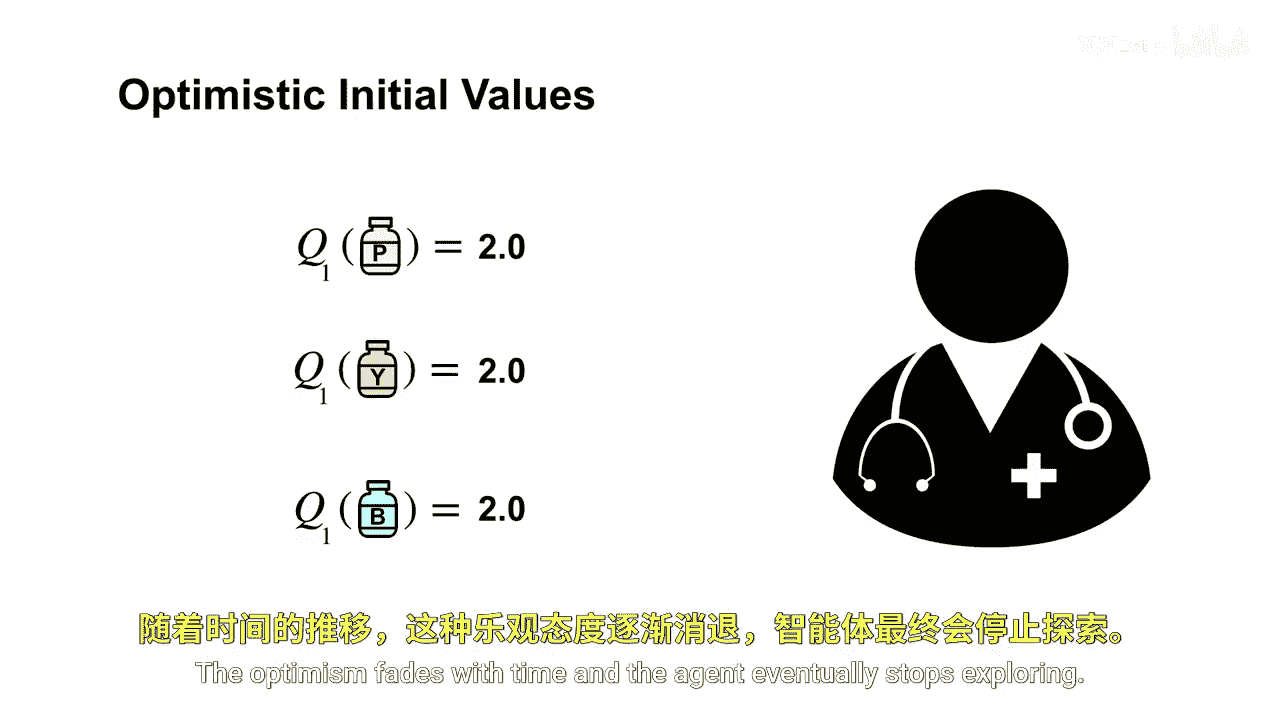 Optimistic Initial Values
Q₁(P) = 2.0
Q₁(Y) = 2.0
Q₁(B) = 2.0
随着时间的推移，这种乐观态度逐渐消退，智能体最终会停止探索。
The optimism fades with time and the agent eventually stops exploring.